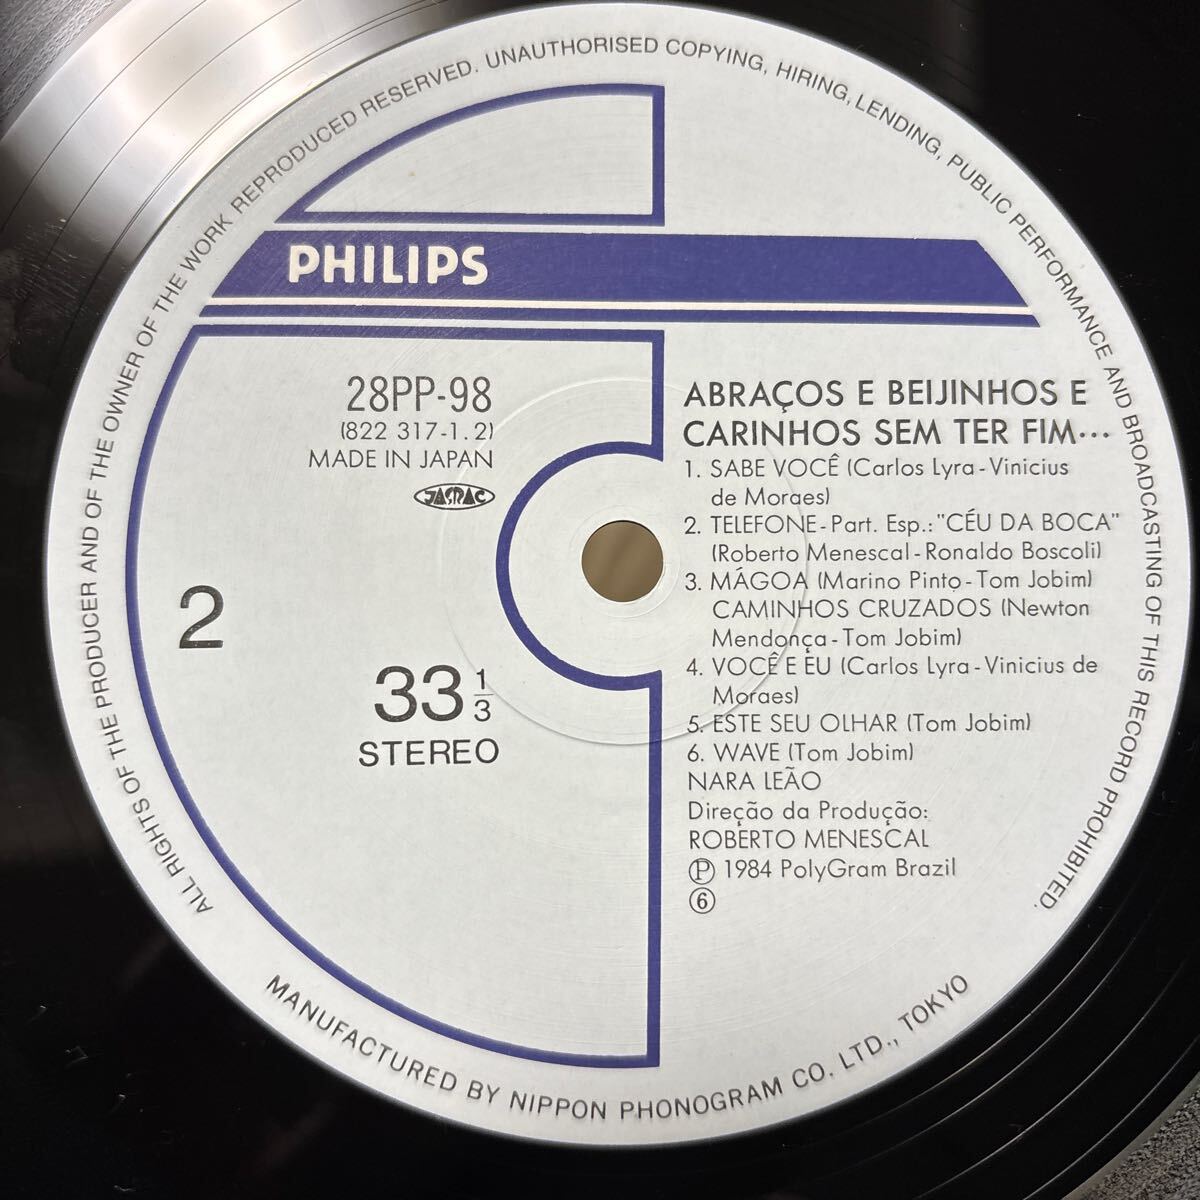 ALL RIGHTS OF THE PRODUCER AND OF THE OWNER OF THE WORK REPRODUCED RESERVED. UNAUTHORISED COPYING, HIRING, LENDING, PUBLIC PERFORMANCE AND BROADCASTING OF THIS RECORD PROHIBITED.
PHILIPS
28PP-98
(822 317-1.2)
MADE IN JAPAN
JASRAC
2
33 1/3
STEREO
ABRAÇOS E BEIJINHOS E
CARINHOS SEM TER FIM···
1. SABE VOCÊ (Carlos Lyra-Vinicius
de Moraes)
2. TELEFONE-Part. Esp.: "CÉU DA BOCA"
(Roberto Menescal-Ronaldo Boscoli)
3. MÁGOA (Marino Pinto-Tom Jobim)
CAMINHOS CRUZADOS (Newton
Mendonça-Tom Jobim)
4. VOCÊ E EU (Carlos Lyra-Vinicius de
Moraes)
5. ESTE SEU OLHAR (Tom Jobim)
6. WAVE (Tom Jobim)
NARA LEÃO
Direção da Produção:
ROBERTO MENESCAL
Ⓟ 1984 PolyGram Brazil
⑥
MANUFACTURED BY NIPPON PHONOGRAM CO. LTD., TOKYO